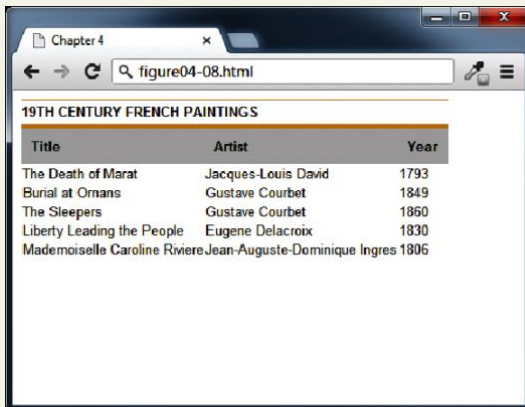 Chapter 4
figure04-08.html
19TH CENTURY FRENCH PAINTINGS
Title Artist Year
The Death of Marat Jacques-Louis David 1793
Burial at Ornans Gustave Courbet 1849
The Sleepers Gustave Courbet 1860
Liberty Leading the People Eugene Delacroix 1830
Mademoiselle Caroline Riviere Jean-Auguste-Dominique Ingres 1806